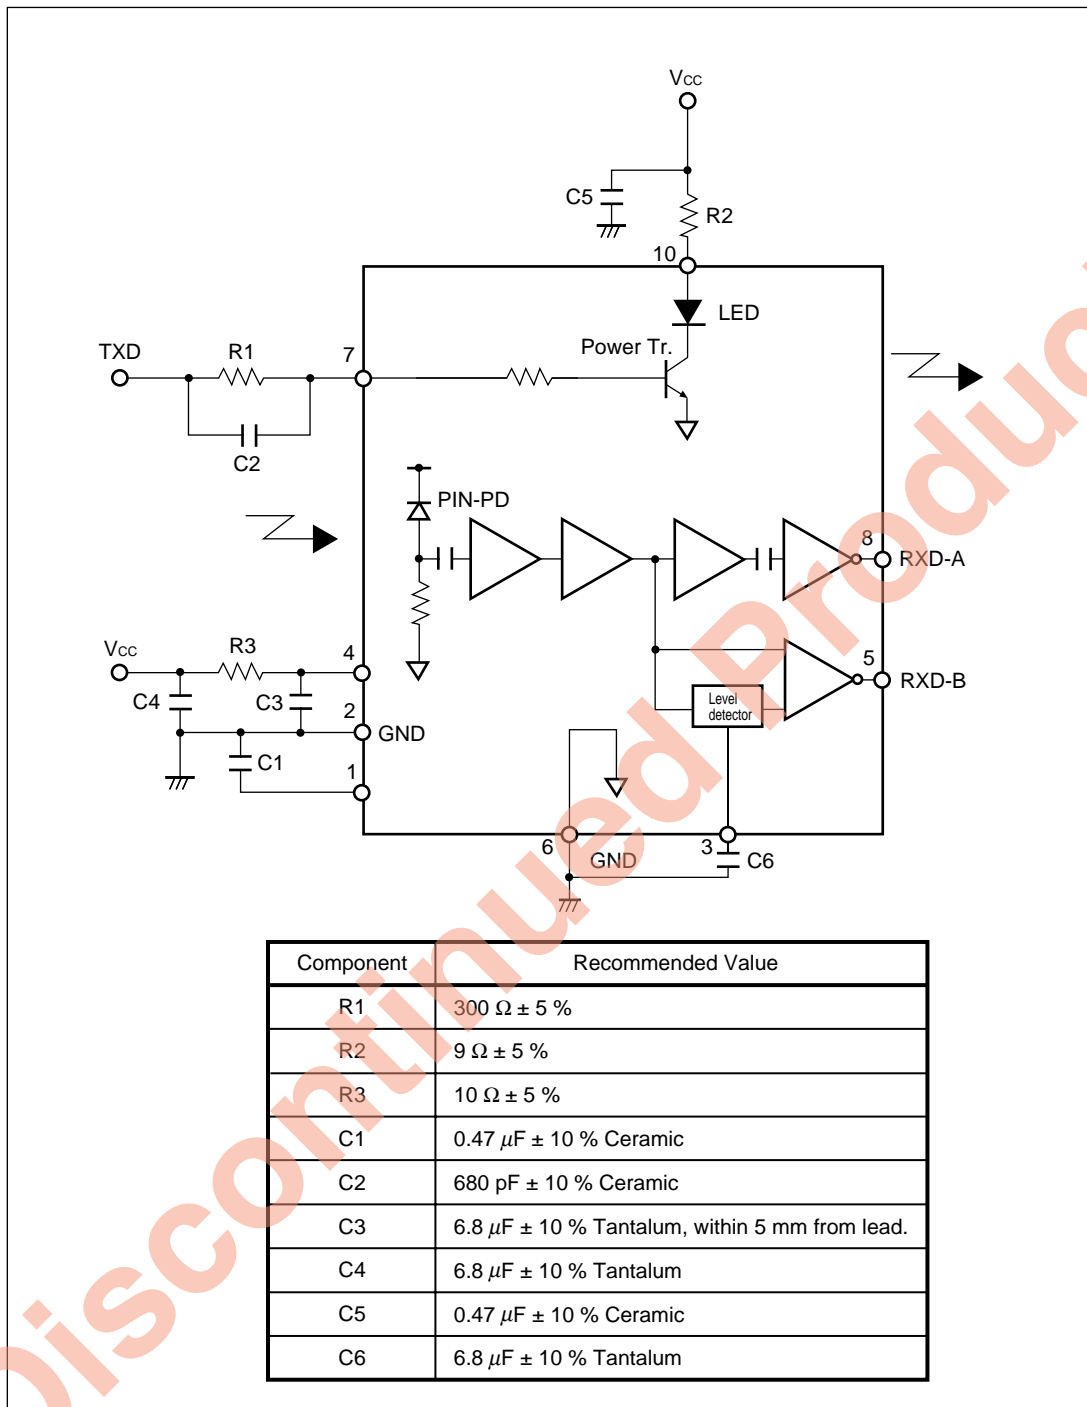 VCC
C5
R2
10
LED
TXD
R1
7
Power Tr.
C2
PIN-PD
8
RXD-A
VCC
R3
4
5
RXD-B
C4
C3
2
GND
Level
detector
C1
1
6
GND
3
C6
Component Recommended Value
R1 300 Ω ± 5 %
R2 9 Ω ± 5 %
R3 10 Ω ± 5 %
C1 0.47 μF ± 10 % Ceramic
C2 680 pF ± 10 % Ceramic
C3 6.8 μF ± 10 % Tantalum, within 5 mm from lead.
C4 6.8 μF ± 10 % Tantalum
C5 0.47 μF ± 10 % Ceramic
C6 6.8 μF ± 10 % Tantalum
Discontinued Product